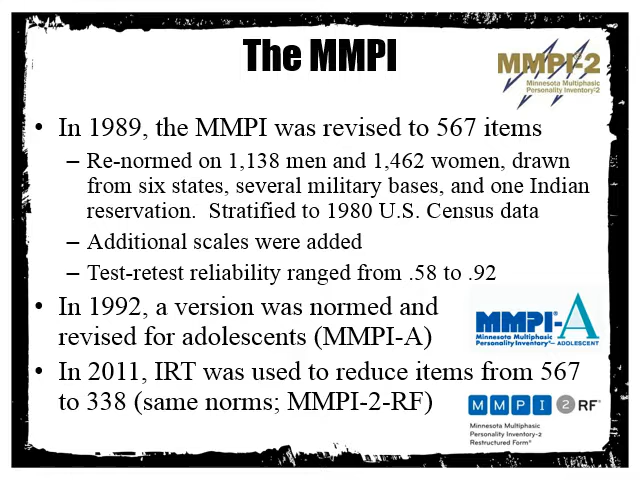 The MMPI
MMPI-2
Minnesota Multiphasic
Personality Inventory-2
• In 1989, the MMPI was revised to 567 items
– Re-normed on 1,138 men and 1,462 women, drawn
from six states, several military bases, and one Indian
reservation. Stratified to 1980 U.S. Census data
– Additional scales were added
– Test-retest reliability ranged from .58 to .92
• In 1992, a version was normed and
revised for adolescents (MMPI-A)
MMPI-A
Minnesota Multiphasic
Personality Inventory®–ADOLESCENT
• In 2011, IRT was used to reduce items from 567
to 338 (same norms; MMPI-2-RF)
MMPI 2 RF®
Minnesota Multiphasic
Personality Inventory-2
Restructured Form®